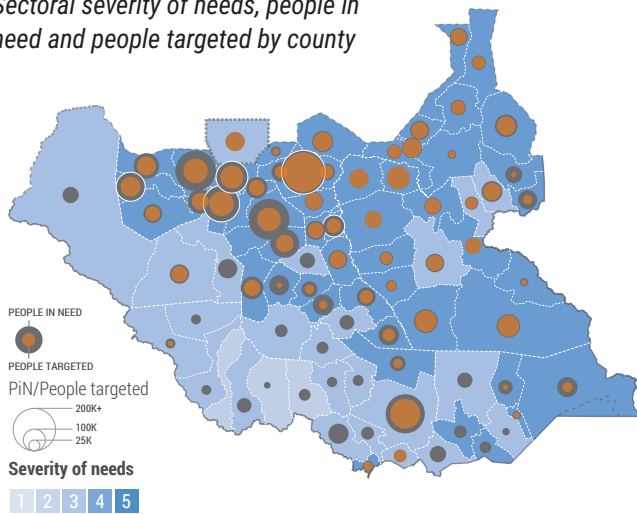 Sectoral severity of needs, people in
need and people targeted by county
PEOPLE IN NEED
PEOPLE TARGETED
PiN/People targeted
200K+
100K
25K
Severity of needs
1 2 3 4 5